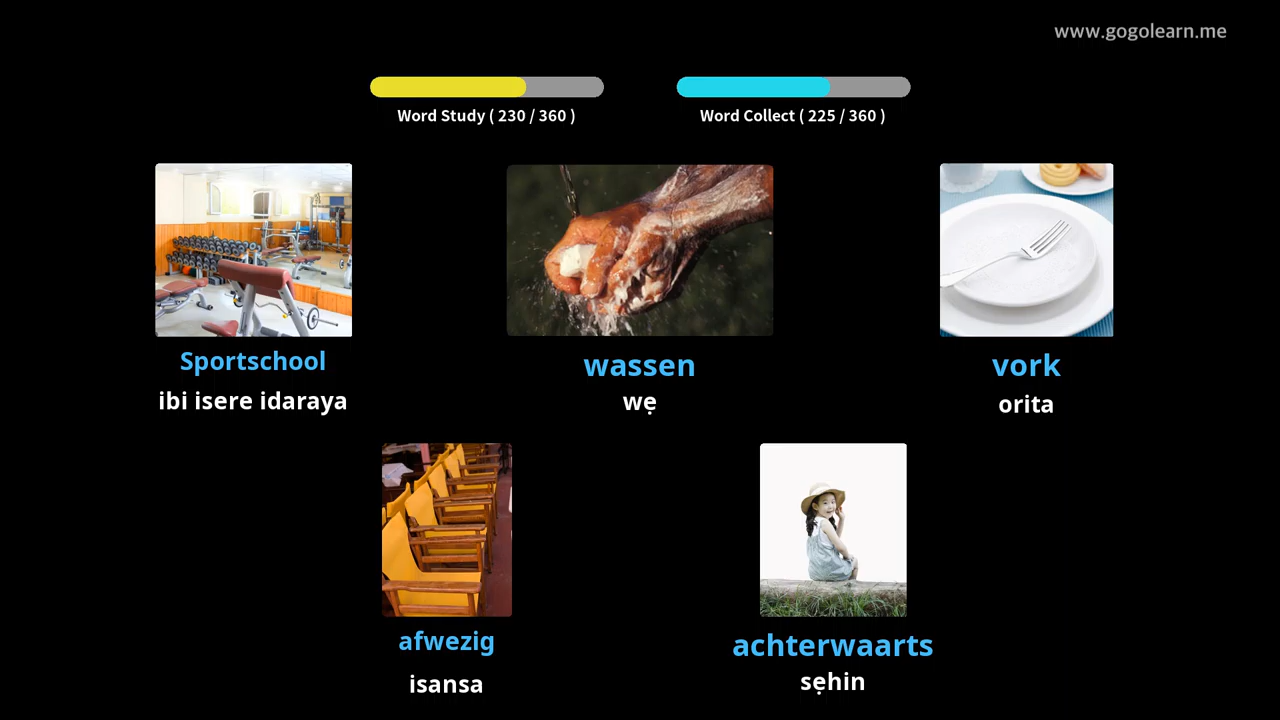 www.gogolearn.me
Word Study ( 230 / 360 )
Word Collect ( 225 / 360 )
Sportschool
ibi isere idaraya
wassen
wẹ
vork
orita
afwezig
isansa
achterwaarts
sẹhin